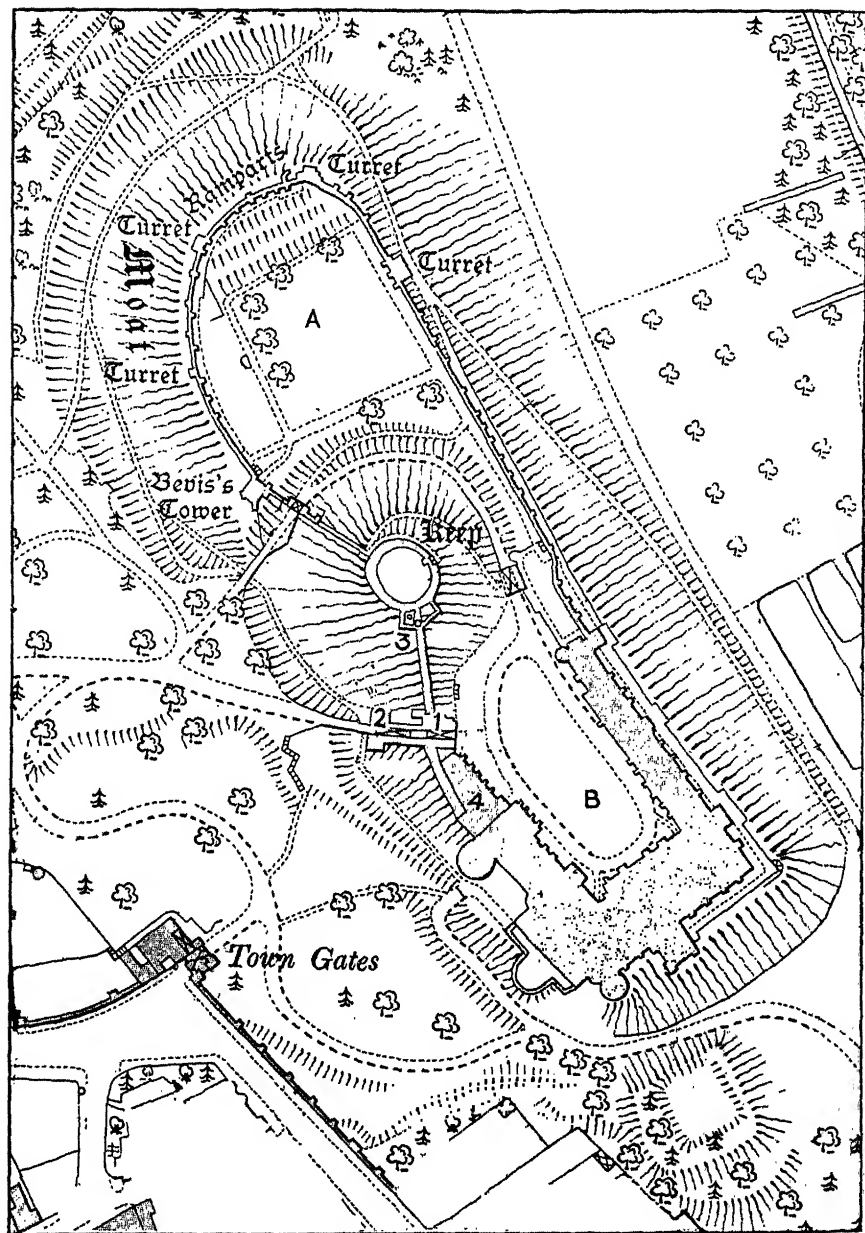 Turret
Ramparts
Turret
Moat
Turret
A
Turret
Bevis's
Tower
Keep
3
2
1
4
B
Town Gates